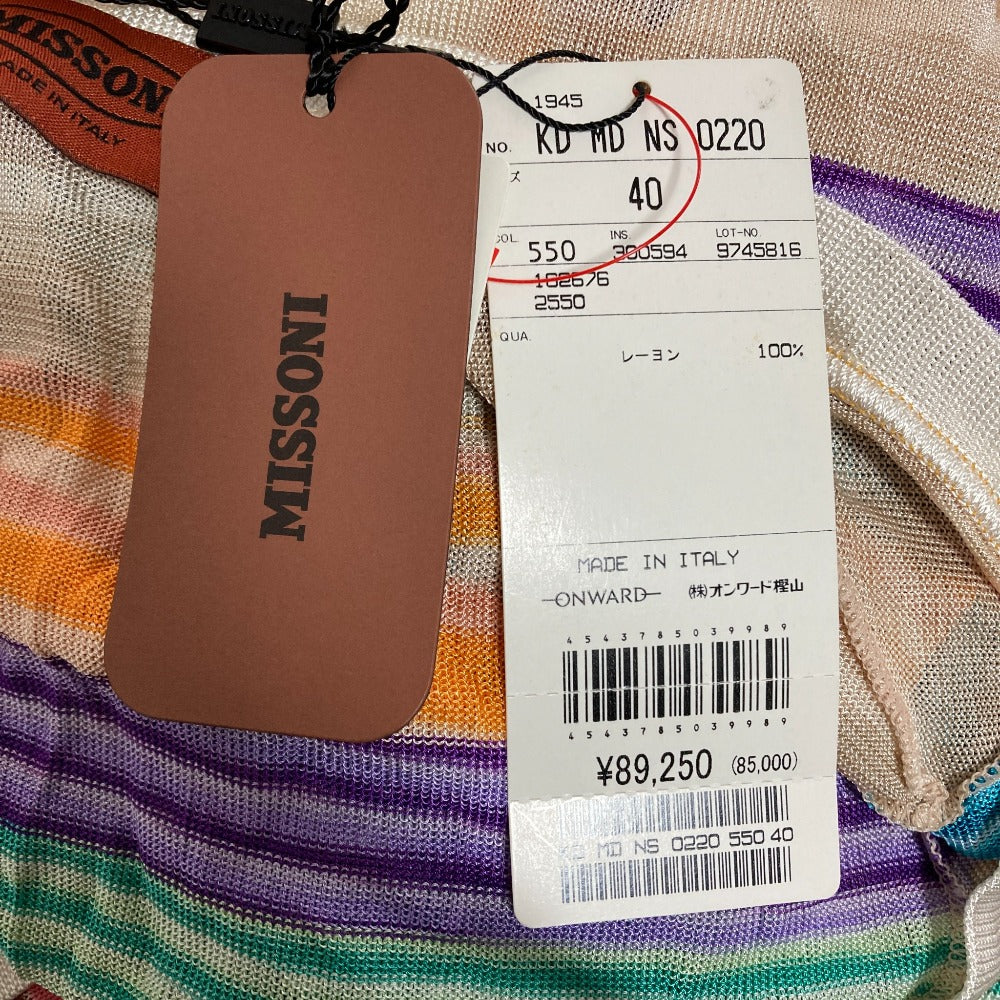 MISSONI
MADE IN ITALY
MISSONI
MISSONI
1945
NO. KD MD NS 0220
ズ 40
COL. 550 INS. 300594 LOT-NO. 9745816
182676
2550
QUA.
レーヨン 100%
MADE IN ITALY
ONWARD ㈱オンワード樫山
4543785039989
4543785039989
¥89,250 (85,000)
KD MD NS 0220 550 40